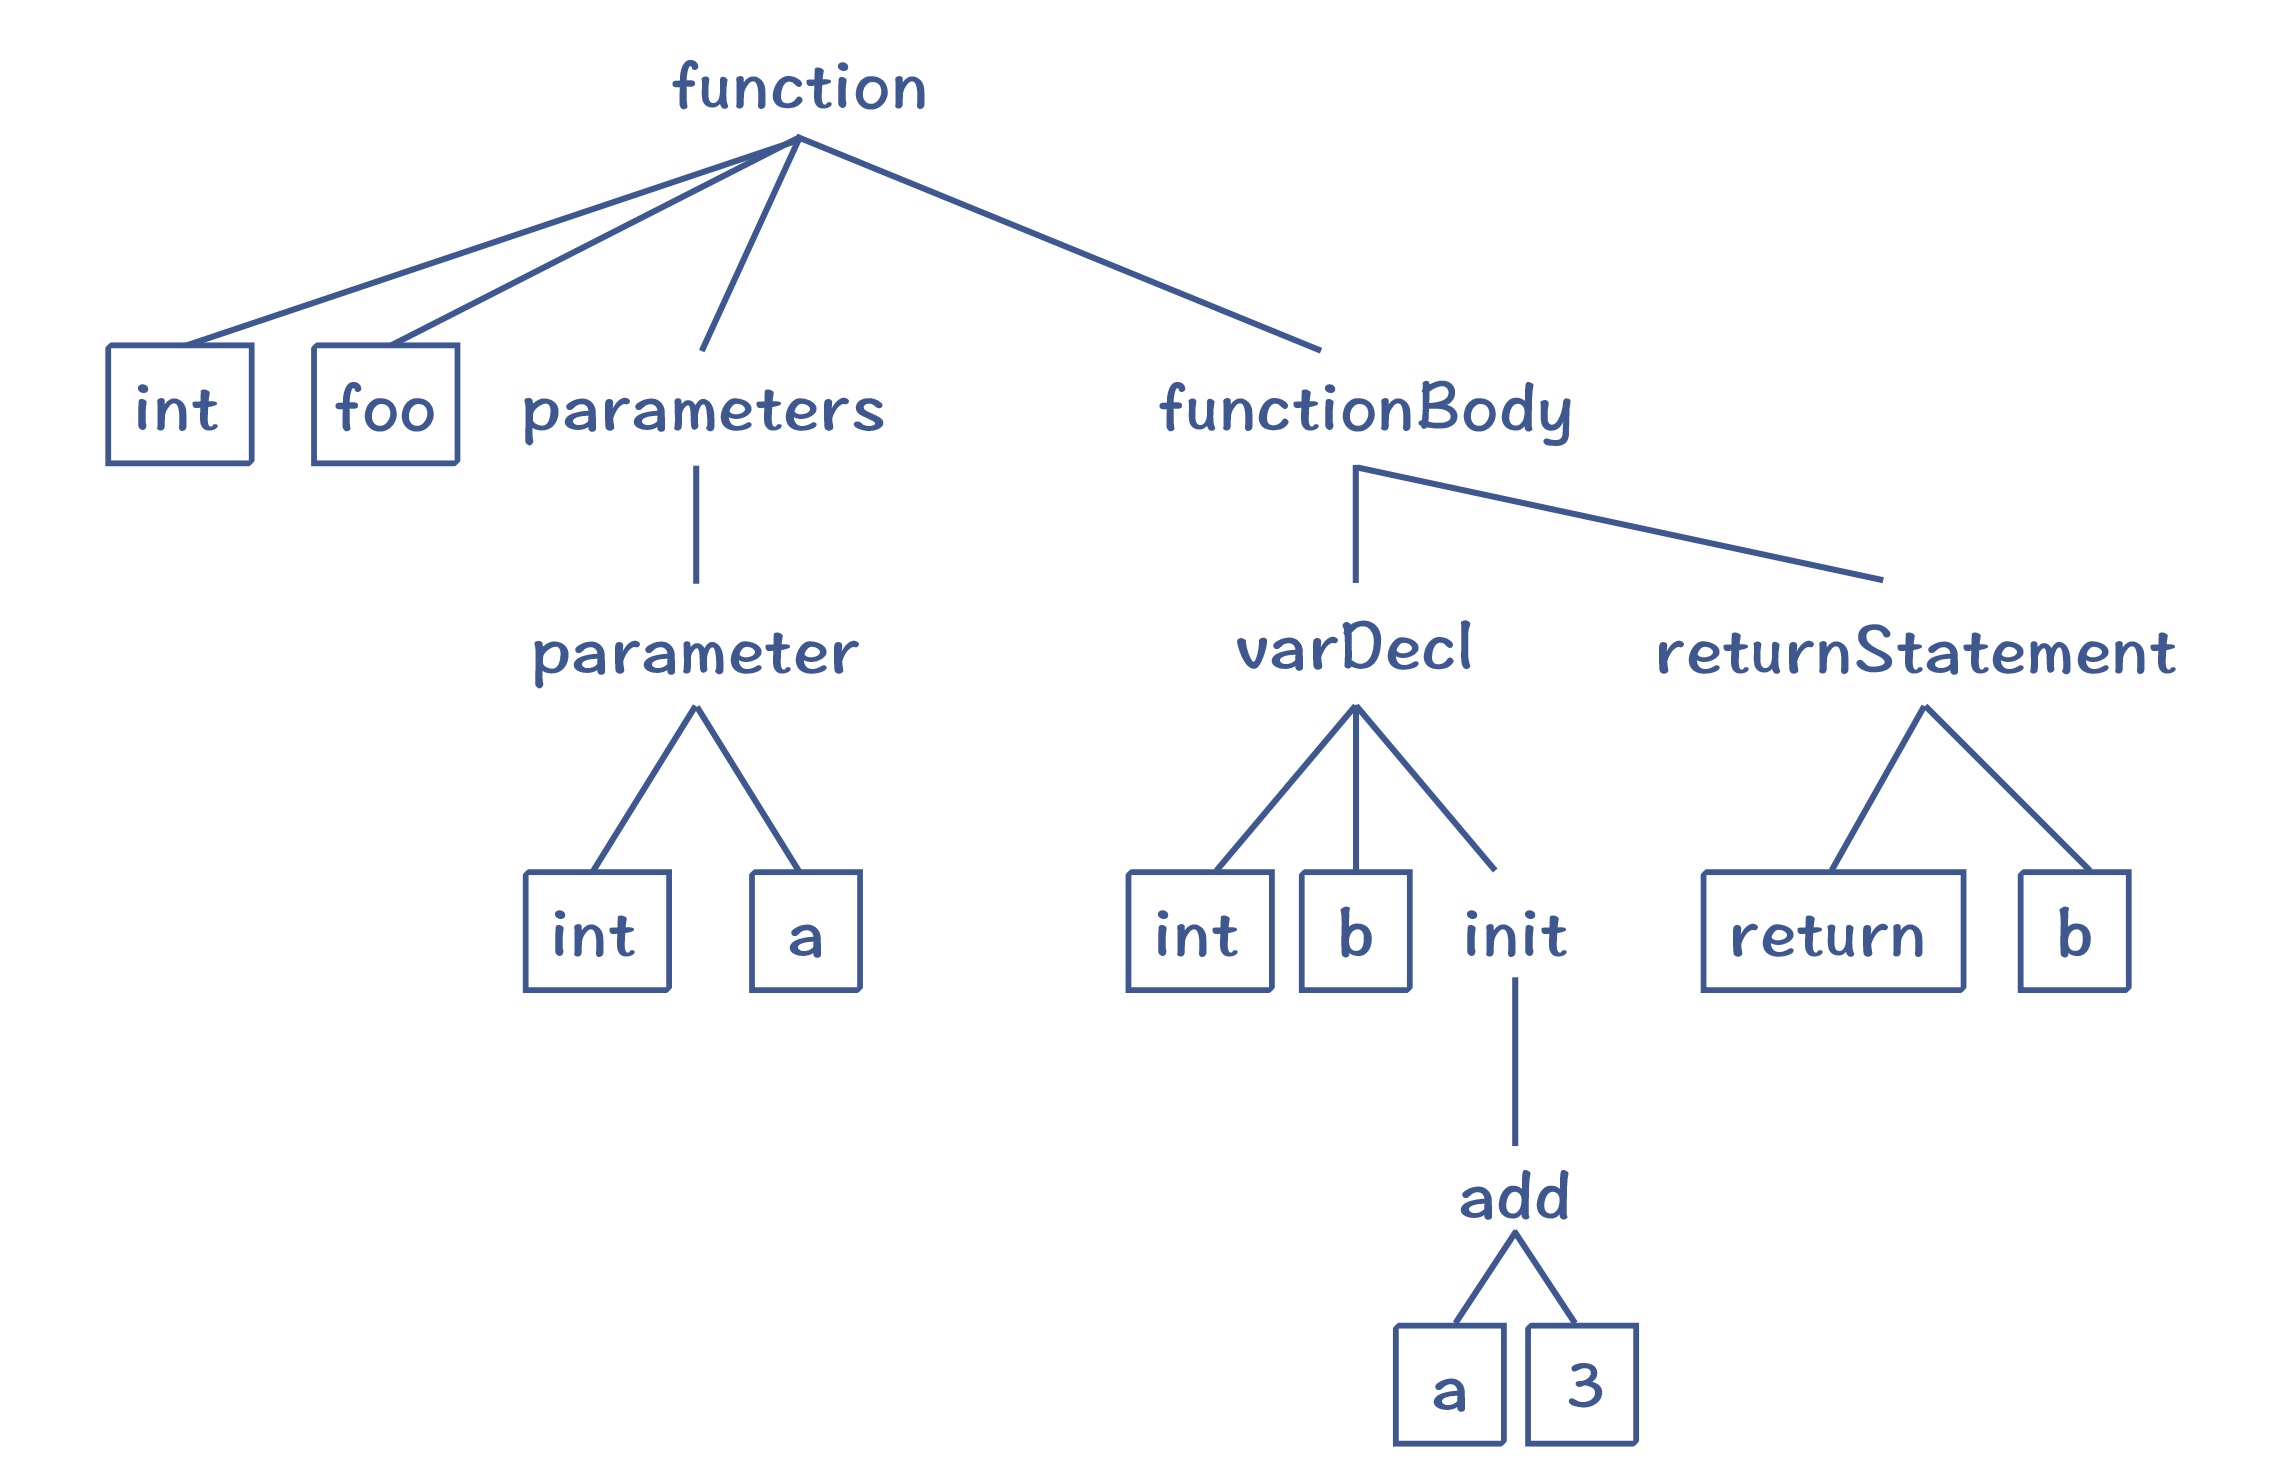 function
int foo parameters functionBody
parameter varDecl returnStatement
int a int b init return b
add
a 3